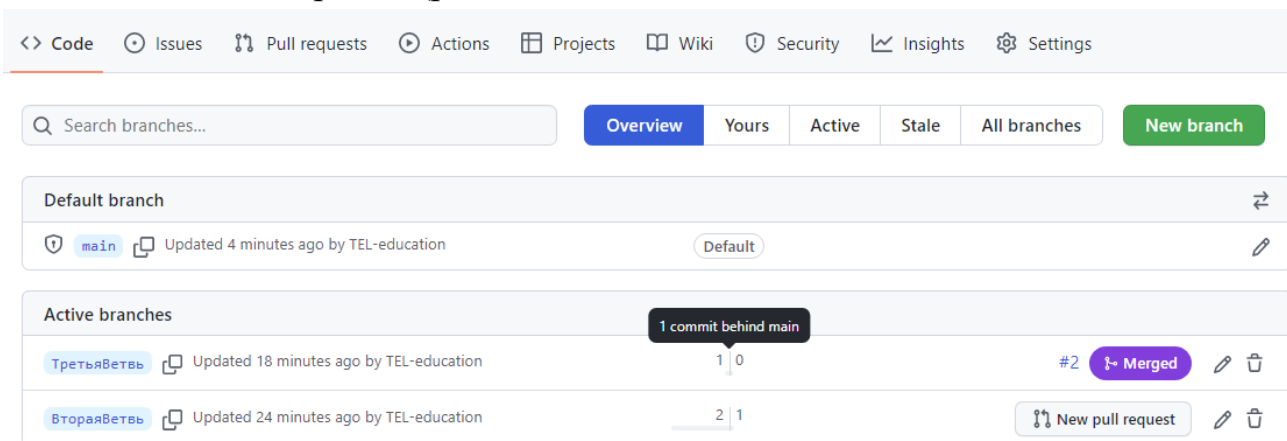 <> Code Issues Pull requests Actions Projects Wiki Security Insights Settings
Search branches... Overview Yours Active Stale All branches New branch
Default branch
main Updated 4 minutes ago by TEL-education Default
Active branches
1 commit behind main
ТретьяВетвь Updated 18 minutes ago by TEL-education 1 | 0 #2 Merged
ВтораяВетвь Updated 24 minutes ago by TEL-education 2 | 1 New pull request